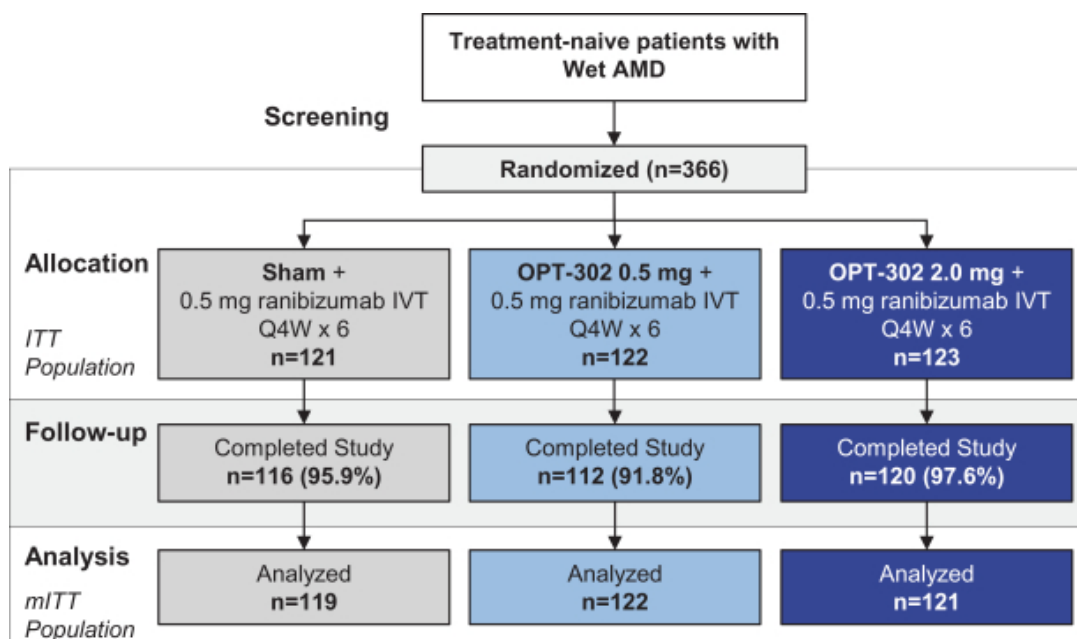 Treatment-naive patients with
Wet AMD
Screening
Randomized (n=366)
Allocation
ITT
Population
Sham +
0.5 mg ranibizumab IVT
Q4W x 6
n=121
OPT-302 0.5 mg +
0.5 mg ranibizumab IVT
Q4W x 6
n=122
OPT-302 2.0 mg +
0.5 mg ranibizumab IVT
Q4W x 6
n=123
Follow-up
Completed Study
n=116 (95.9%)
Completed Study
n=112 (91.8%)
Completed Study
n=120 (97.6%)
Analysis
mITT
Population
Analyzed
n=119
Analyzed
n=122
Analyzed
n=121